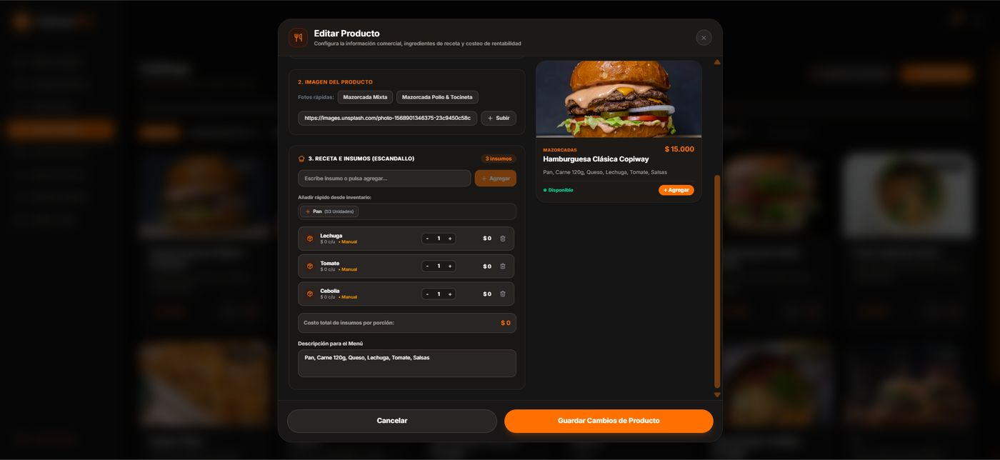 Editar Producto
Configura la información comercial, ingredientes de receta y costeo de rentabilidad
2. IMAGEN DEL PRODUCTO
Fotos rápidas: Mazorcada Mixta Mazorcada Pollo & Tocineta
https://images.unsplash.com/photo-1568901346375-23c9450c58c + Subir
3. RECETA E INSUMOS (ESCANDALLO) 3 insumos
Escribe insumo o pulsa agregar... + Agregar
Añadir rápido desde inventario:
+ Pan (53 Unidades)
Lechuga
$ 0 c/u • Manual
- 1 + $ 0
Tomate
$ 0 c/u • Manual
- 1 + $ 0
Cebolla
$ 0 c/u • Manual
- 1 + $ 0
Costo total de insumos por porción: $ 0
Descripción para el Menú
Pan, Carne 120g, Queso, Lechuga, Tomate, Salsas
MAZORCADAS $ 15.000
Hamburguesa Clásica Copiway
Pan, Carne 120g, Queso, Lechuga, Tomate, Salsas
Disponible + Agregar
Cancelar Guardar Cambios de Producto